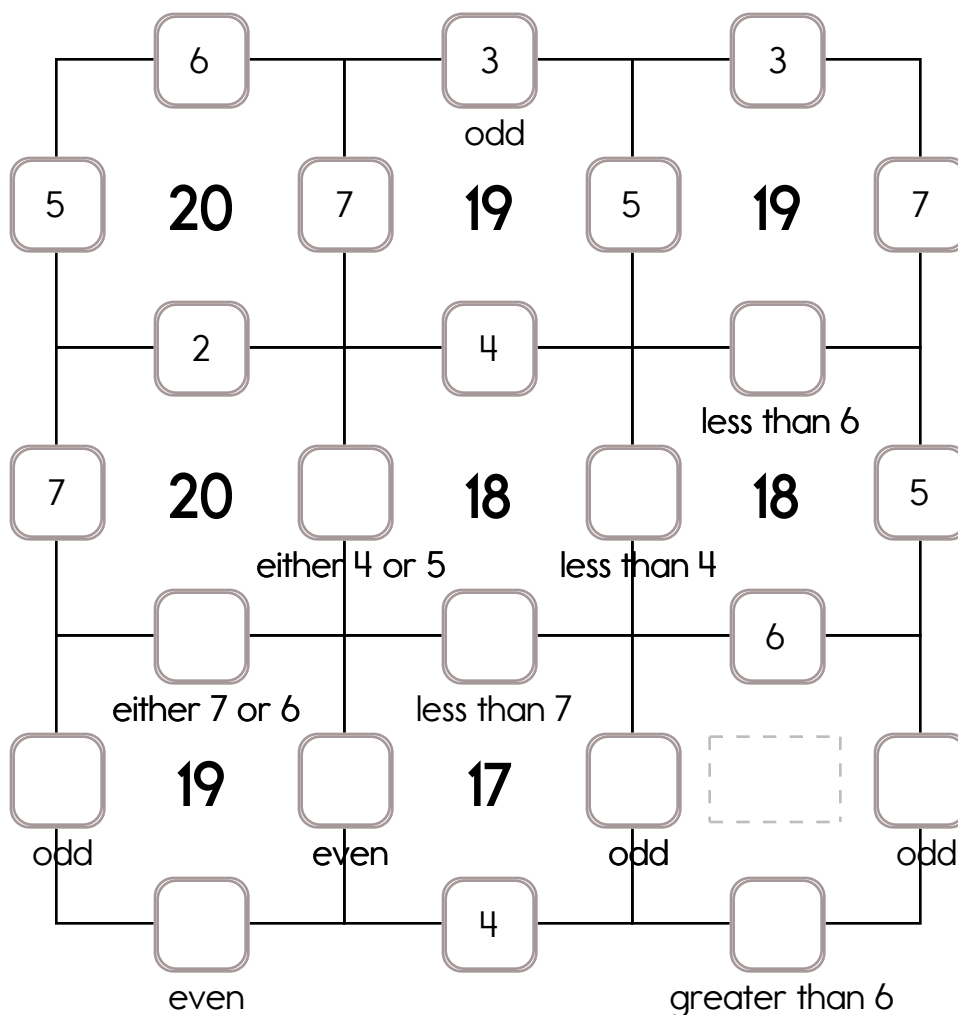 6 3 3
odd
5 20 7 19 5 19 7
2 4
less than 6
7 20 18 18 5
either 4 or 5 less than 4
6
either 7 or 6 less than 7
19 17
odd even odd odd
4
even greater than 6